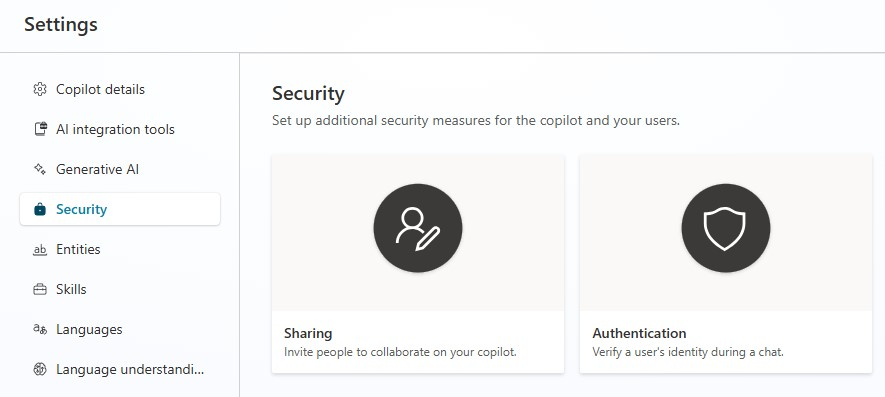 Settings
Copilot details
AI integration tools
Generative AI
Security
Entities
Skills
Languages
Language understandi...
Security
Set up additional security measures for the copilot and your users.
Sharing
Invite people to collaborate on your copilot.
Authentication
Verify a user's identity during a chat.